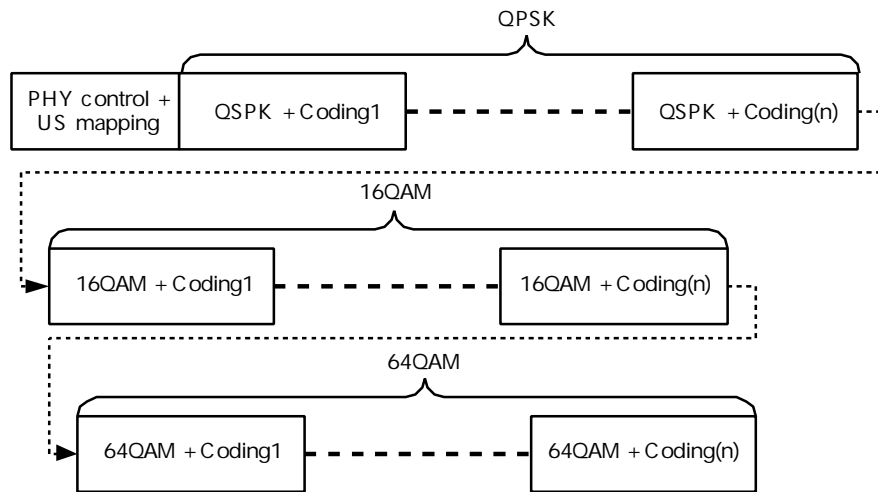 QPSK
PHY control +
US mapping
QSPK + Coding1
QSPK + Coding(n)
16QAM
16QAM + Coding1
16QAM + Coding(n)
64QAM
64QAM + Coding1
64QAM + Coding(n)